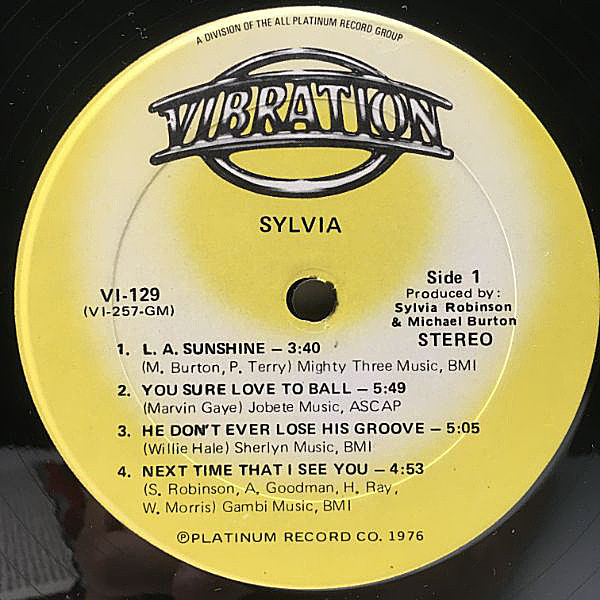 A DIVISION OF THE ALL PLATINUM RECORD GROUP
VIBRATION
SYLVIA
VI-129
(VI-257-GM)
Side 1
Produced by:
Sylvia Robinson
& Michael Burton
STEREO
1. L. A. SUNSHINE – 3:40
(M. Burton, P. Terry) Mighty Three Music, BMI
2. YOU SURE LOVE TO BALL – 5:49
(Marvin Gaye) Jobete Music, ASCAP
3. HE DON'T EVER LOSE HIS GROOVE – 5:05
(Willie Hale) Sherlyn Music, BMI
4. NEXT TIME THAT I SEE YOU – 4:53
(S. Robinson, A. Goodman, H. Ray,
W. Morris) Gambi Music, BMI
℗PLATINUM RECORD CO. 1976